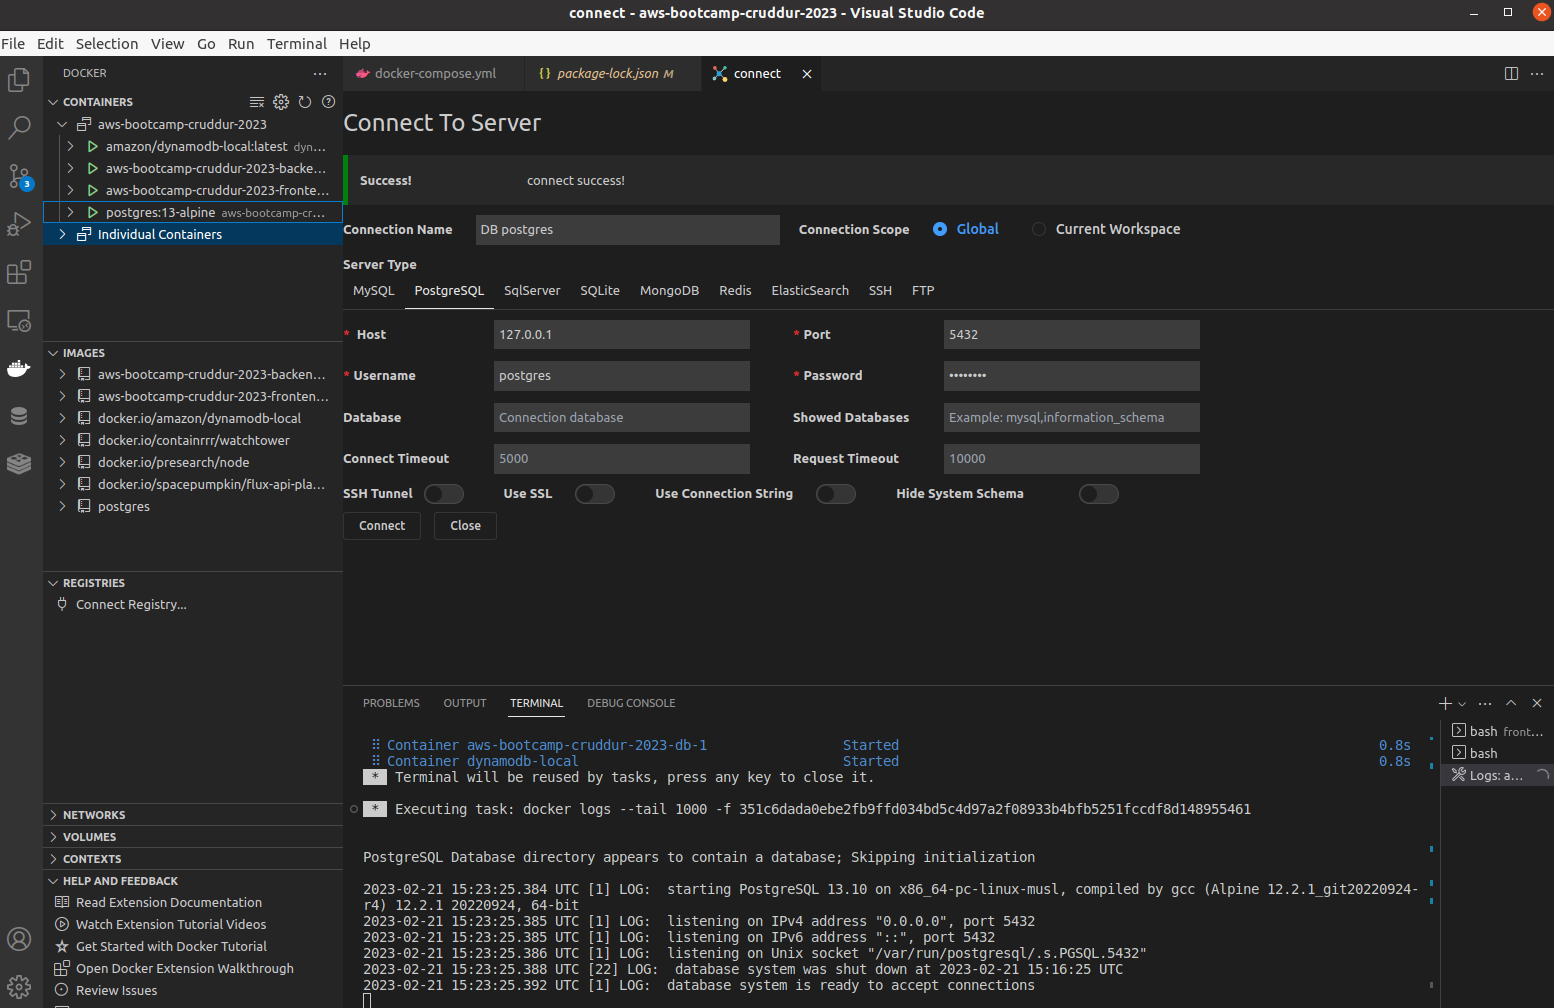 connect - aws-bootcamp-cruddur-2023 - Visual Studio Code
File Edit Selection View Go Run Terminal Help
DOCKER
docker-compose.yml
package-lock.json M
connect
CONTAINERS
aws-bootcamp-cruddur-2023
amazon/dynamodb-local:latest dyn...
aws-bootcamp-cruddur-2023-backe...
aws-bootcamp-cruddur-2023-fronte...
postgres:13-alpine aws-bootcamp-cr...
Individual Containers
3
IMAGES
aws-bootcamp-cruddur-2023-backen...
aws-bootcamp-cruddur-2023-fronten...
docker.io/amazon/dynamodb-local
docker.io/containrrr/watchtower
docker.io/presearch/node
docker.io/spacepumpkin/flux-api-pla...
postgres
REGISTRIES
Connect Registry...
NETWORKS
VOLUMES
CONTEXTS
HELP AND FEEDBACK
Read Extension Documentation
Watch Extension Tutorial Videos
Get Started with Docker Tutorial
Open Docker Extension Walkthrough
Review Issues
Connect To Server
Success! connect success!
Connection Name DB postgres Connection Scope Global Current Workspace
Server Type
MySQL PostgreSQL SqlServer SQLite MongoDB Redis ElasticSearch SSH FTP
* Host 127.0.0.1 * Port 5432
* Username postgres * Password ••••••••
Database Connection database Showed Databases Example: mysql,information_schema
Connect Timeout 5000 Request Timeout 10000
SSH Tunnel Use SSL Use Connection String Hide System Schema
Connect Close
PROBLEMS OUTPUT TERMINAL DEBUG CONSOLE
Container aws-bootcamp-cruddur-2023-db-1 Started 0.8s
Container dynamodb-local Started 0.8s
* Terminal will be reused by tasks, press any key to close it.
* Executing task: docker logs --tail 1000 -f 351c6dada0ebe2fb9ffd034bd5c4d97a2f08933b4bfb5251fccdf8d148955461
PostgreSQL Database directory appears to contain a database; Skipping initialization
2023-02-21 15:23:25.384 UTC [1] LOG:  starting PostgreSQL 13.10 on x86_64-pc-linux-musl, compiled by gcc (Alpine 12.2.1_git20220924-
r4) 12.2.1 20220924, 64-bit
2023-02-21 15:23:25.385 UTC [1] LOG:  listening on IPv4 address "0.0.0.0", port 5432
2023-02-21 15:23:25.385 UTC [1] LOG:  listening on IPv6 address "::", port 5432
2023-02-21 15:23:25.386 UTC [1] LOG:  listening on Unix socket "/var/run/postgresql/.s.PGSQL.5432"
2023-02-21 15:23:25.388 UTC [22] LOG:  database system was shut down at 2023-02-21 15:16:25 UTC
2023-02-21 15:23:25.392 UTC [1] LOG:  database system is ready to accept connections
bash front...
bash
Logs: a...